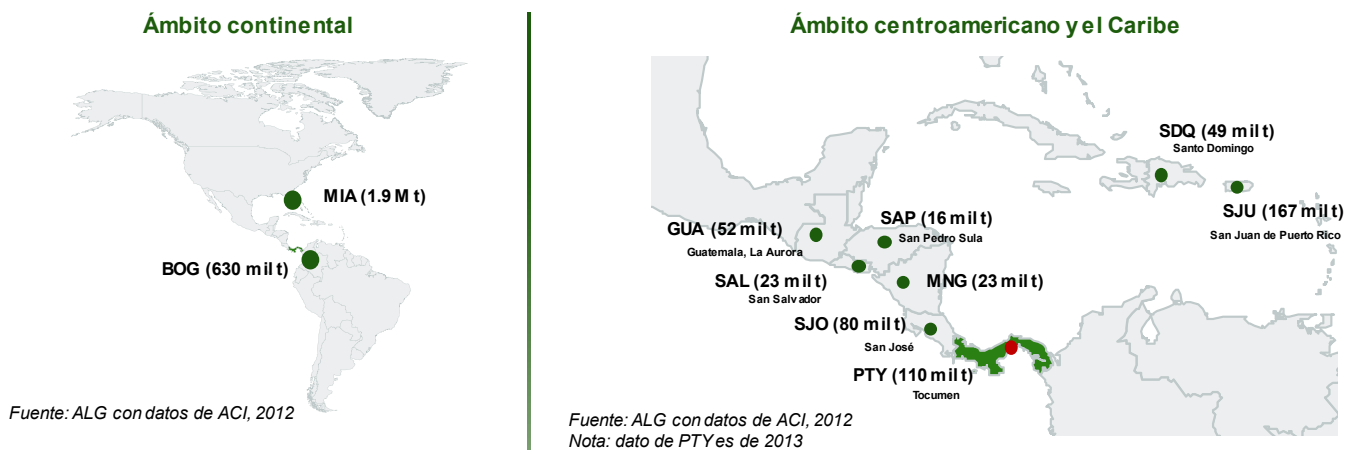 Ámbito continental
MIA (1.9 M t)
BOG (630 mil t)
Fuente: ALG con datos de ACI, 2012
Ámbito centroamericano y el Caribe
SDQ (49 mil t)
Santo Domingo
SJU (167 mil t)
San Juan de Puerto Rico
GUA (52 mil t)
Guatemala, La Aurora
SAP (16 mil t)
San Pedro Sula
SAL (23 mil t)
San Salvador
MNG (23 mil t)
SJO (80 mil t)
San José
PTY (110 mil t)
Tocumen
Fuente: ALG con datos de ACI, 2012
Nota: dato de PTY es de 2013